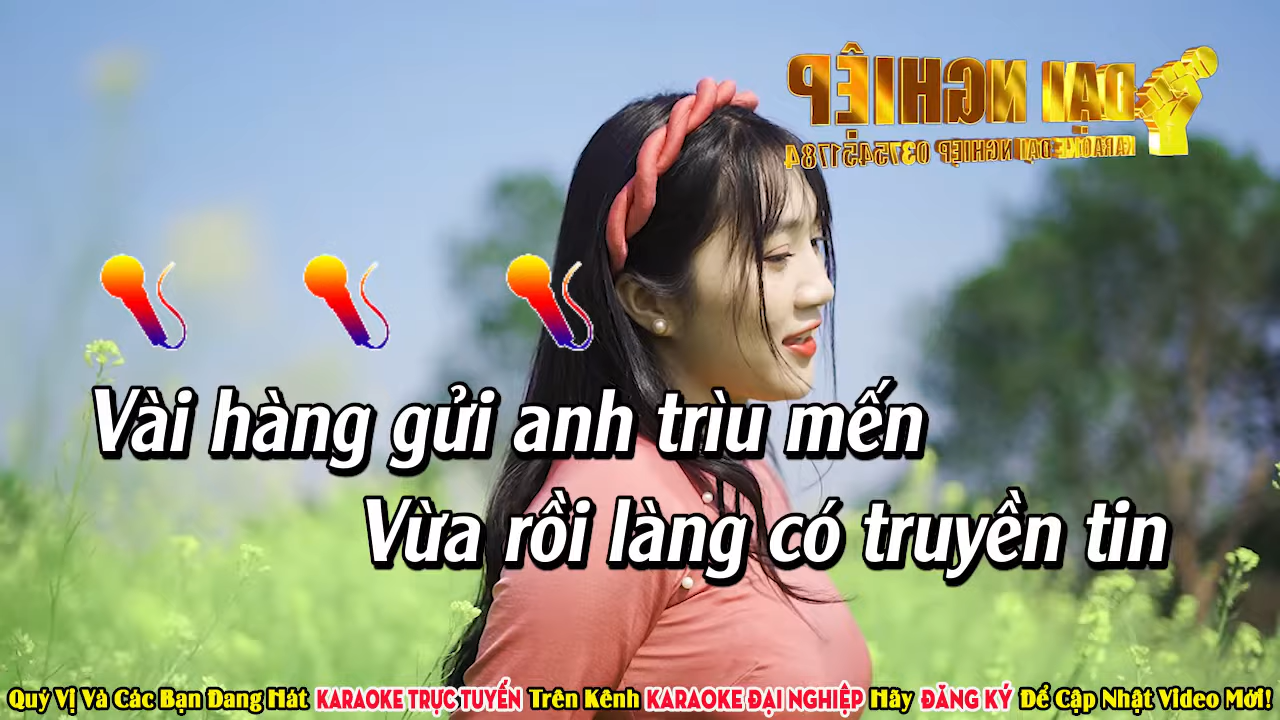 ĐẠI NGHIỆP
KARAOKE ĐẠI NGHIỆP 0375451784
Vài hàng gửi anh trìu mến
Vừa rồi làng có truyền tin
Quý Vị Và Các Bạn Đang Hát KARAOKE TRỰC TUYẾN Trên Kênh KARAOKE ĐẠI NGHIỆP Hãy ĐĂNG KÝ Để Cập Nhật Video Mới!